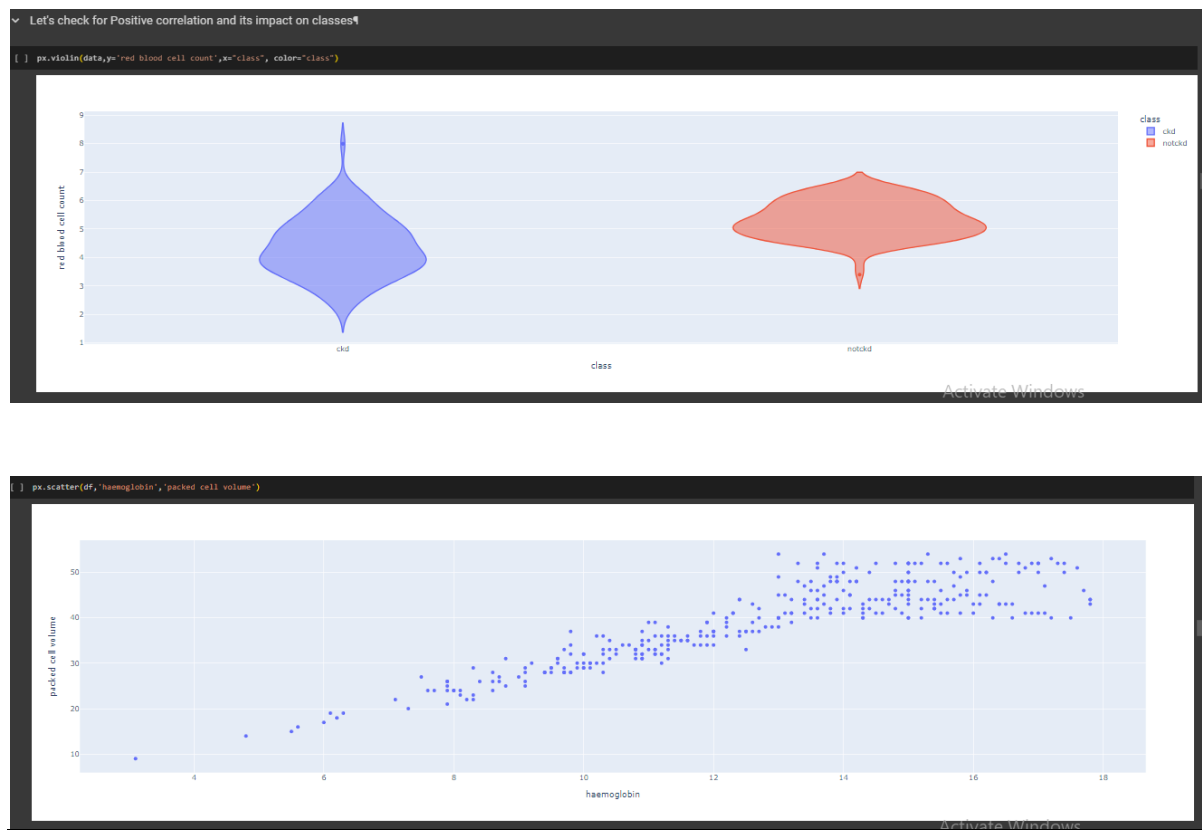 Let's check for Positive correlation and its impact on classes¶
[ ] px.violin(data,y='red blood cell count',x="class", color="class")
9
8
7
6
5
4
3
2
1
red blood cell count
ckd
notckd
class
class
ckd
notckd
Activate Windows
[ ] px.scatter(df,'haemoglobin','packed cell volume')
50
40
30
20
10
packed cell volume
4
6
8
10
12
14
16
18
haemoglobin
Activate Windows